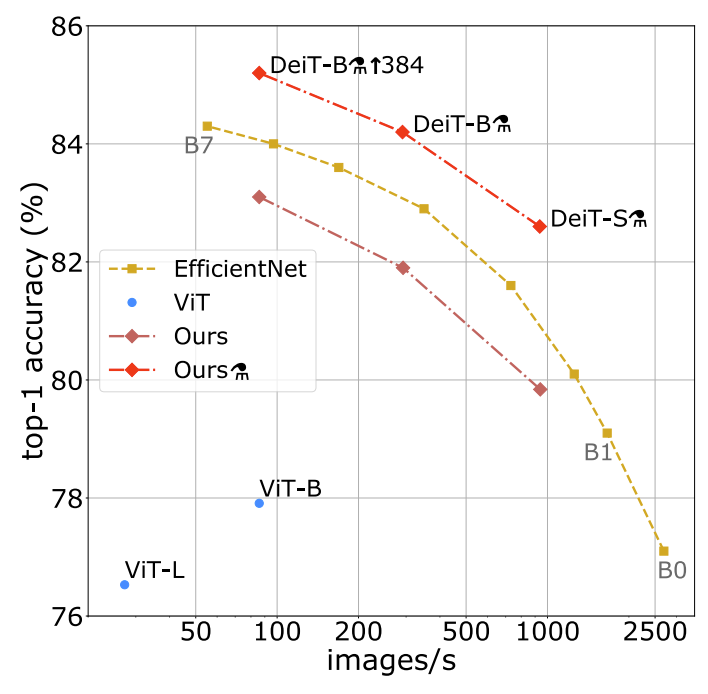 86
DeiT-B⚗↑384
DeiT-B⚗
84
B7
DeiT-S⚗
top-1 accuracy (%)
82
EfficientNet
ViT
Ours
Ours⚗
80
B1
78
ViT-B
ViT-L
B0
76
50 100 200 500 1000 2500
images/s